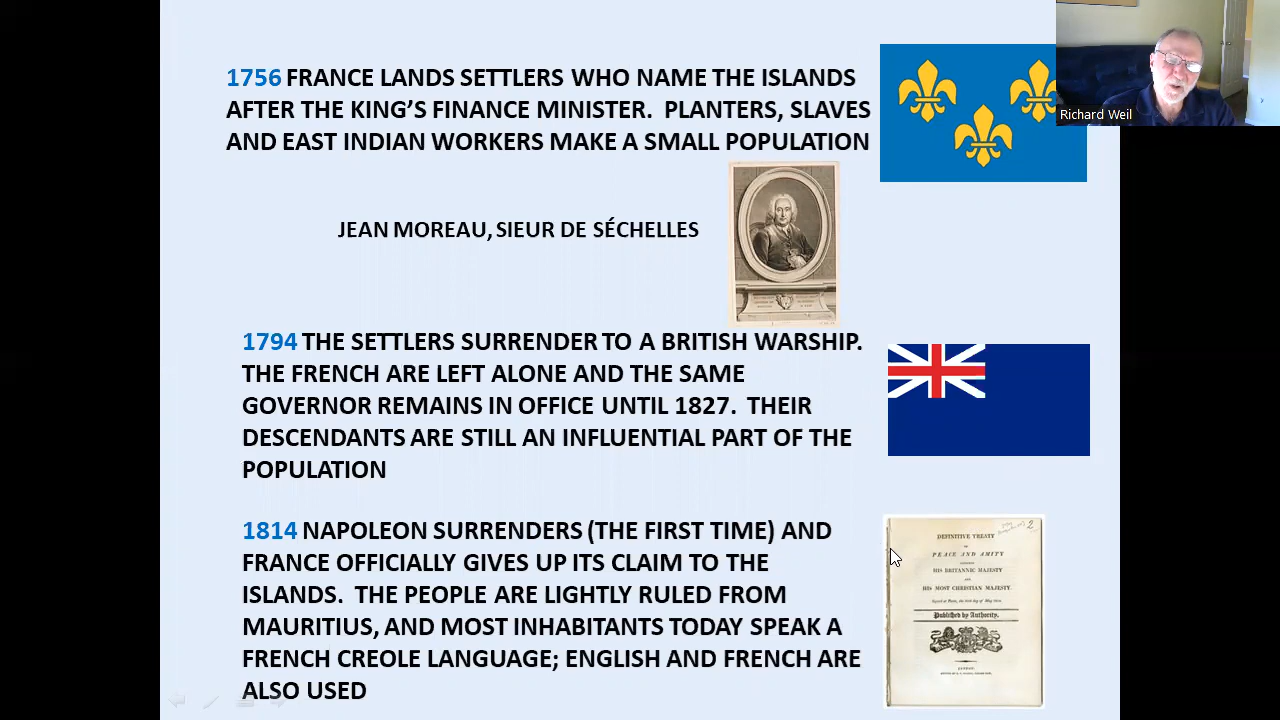 1756 FRANCE LANDS SETTLERS WHO NAME THE ISLANDS
AFTER THE KING'S FINANCE MINISTER.  PLANTERS, SLAVES
AND EAST INDIAN WORKERS MAKE A SMALL POPULATION
Richard Weil
JEAN MOREAU, SIEUR DE SÉCHELLES
1794 THE SETTLERS SURRENDER TO A BRITISH WARSHIP.
THE FRENCH ARE LEFT ALONE AND THE SAME
GOVERNOR REMAINS IN OFFICE UNTIL 1827.  THEIR
DESCENDANTS ARE STILL AN INFLUENTIAL PART OF THE
POPULATION
1814 NAPOLEON SURRENDERS (THE FIRST TIME) AND
FRANCE OFFICIALLY GIVES UP ITS CLAIM TO THE
ISLANDS.  THE PEOPLE ARE LIGHTLY RULED FROM
MAURITIUS, AND MOST INHABITANTS TODAY SPEAK A
FRENCH CREOLE LANGUAGE; ENGLISH AND FRENCH ARE
ALSO USED
2
DEFINITIVE TREATY
PEACE AND AMITY
HIS BRITANNIC MAJESTY
AND
HIS MOST CHRISTIAN MAJESTY
Published by Authority.